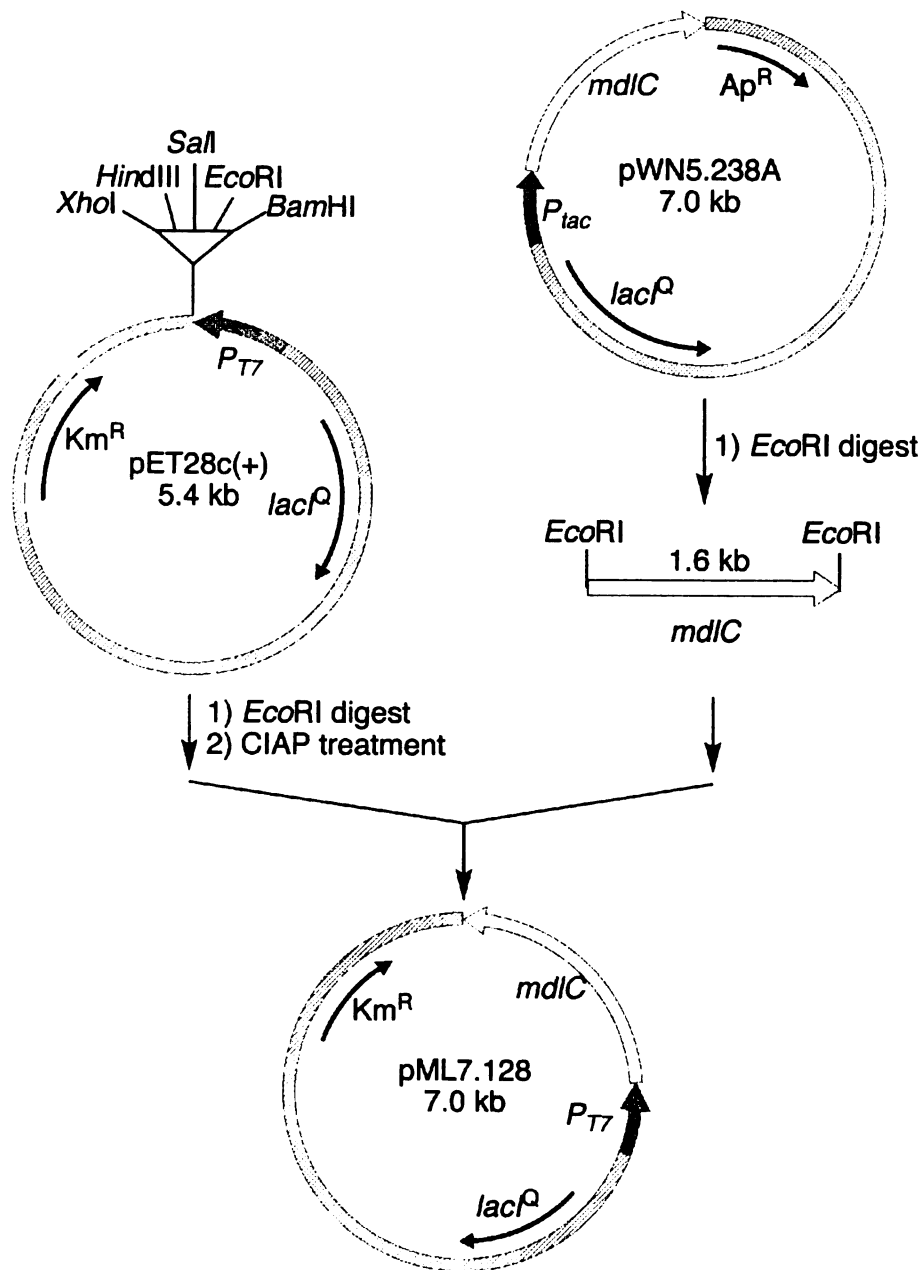 mdlC
Ap^R
pWN5.238A
7.0 kb
P_tac
lacI^Q
SalI
HindIII
EcoRI
XhoI
BamHI
P_T7
Km^R
pET28c(+)
5.4 kb
lacI^Q
1) EcoRI digest
EcoRI
EcoRI
1.6 kb
mdlC
1) EcoRI digest
2) CIAP treatment
mdlC
Km^R
pML7.128
7.0 kb
P_T7
lacI^Q